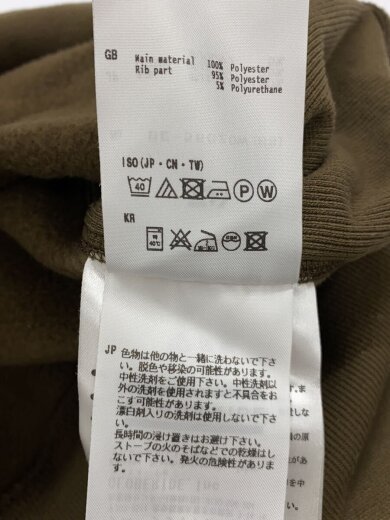 GB
Main material 100% Polyester
Rib part 95% Polyester
5% Polyurethane
ISO(JP・CN・TW)
40 P W
KR
40℃
JP 色物は他の物と一緒に洗わないで下
さい。脱色や移染の可能性があります。
中性洗剤をご使用下さい。中性洗剤以
外の洗剤を使用されますと不具合をお
こす可能性がございます。
漂白剤入りの洗剤は使用しないで下さ
い。
長時間の浸け置きはお避け下さい。
ストーブの火のそばなどでの乾燥はし
ないで下さい。発火の危険性がありま
す。